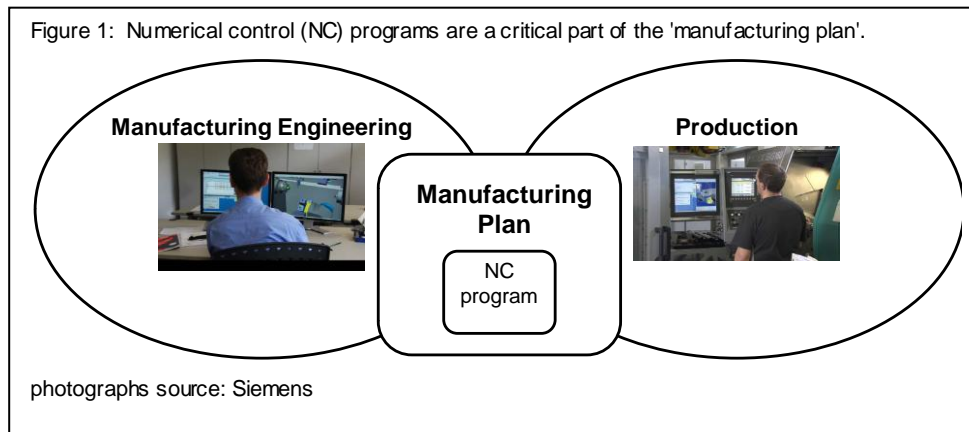 Figure 1: Numerical control (NC) programs are a critical part of the 'manufacturing plan'.
Manufacturing Engineering
Production
Manufacturing
Plan
NC
program
photographs source: Siemens